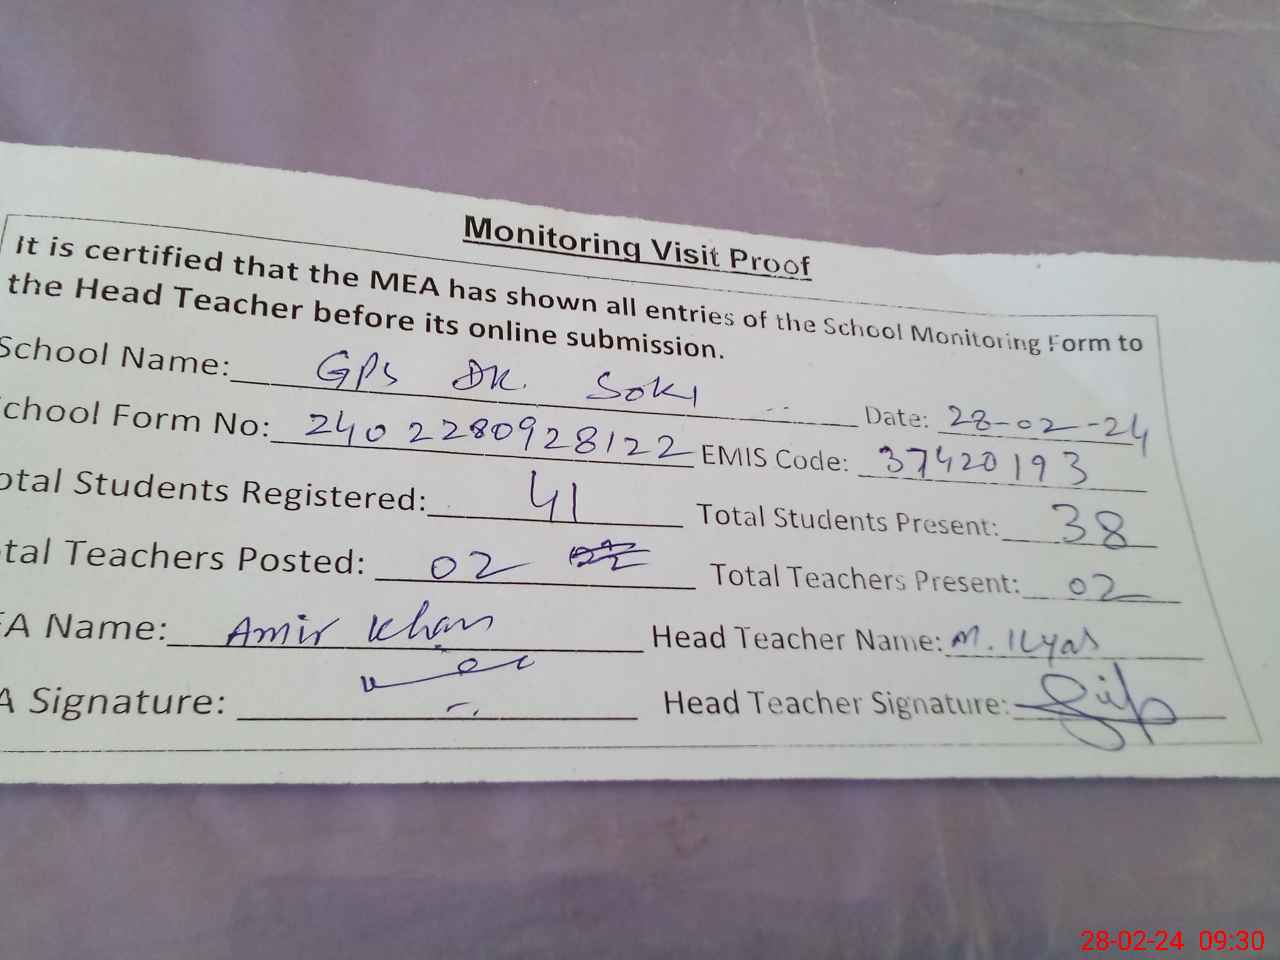 Monitoring Visit Proof
It is certified that the MEA has shown all entries of the School Monitoring Form to
the Head Teacher before its online submission.
School Name: GPS DK. Soki Date: 28-02-24
chool Form No: 2402280928122 EMIS Code: 37420193
otal Students Registered: 41 Total Students Present: 38
tal Teachers Posted: 02 Total Teachers Present: 02
EA Name: Amir Khan Head Teacher Name: M. Ilyas
A Signature: Head Teacher Signature:
28-02-24 09:30